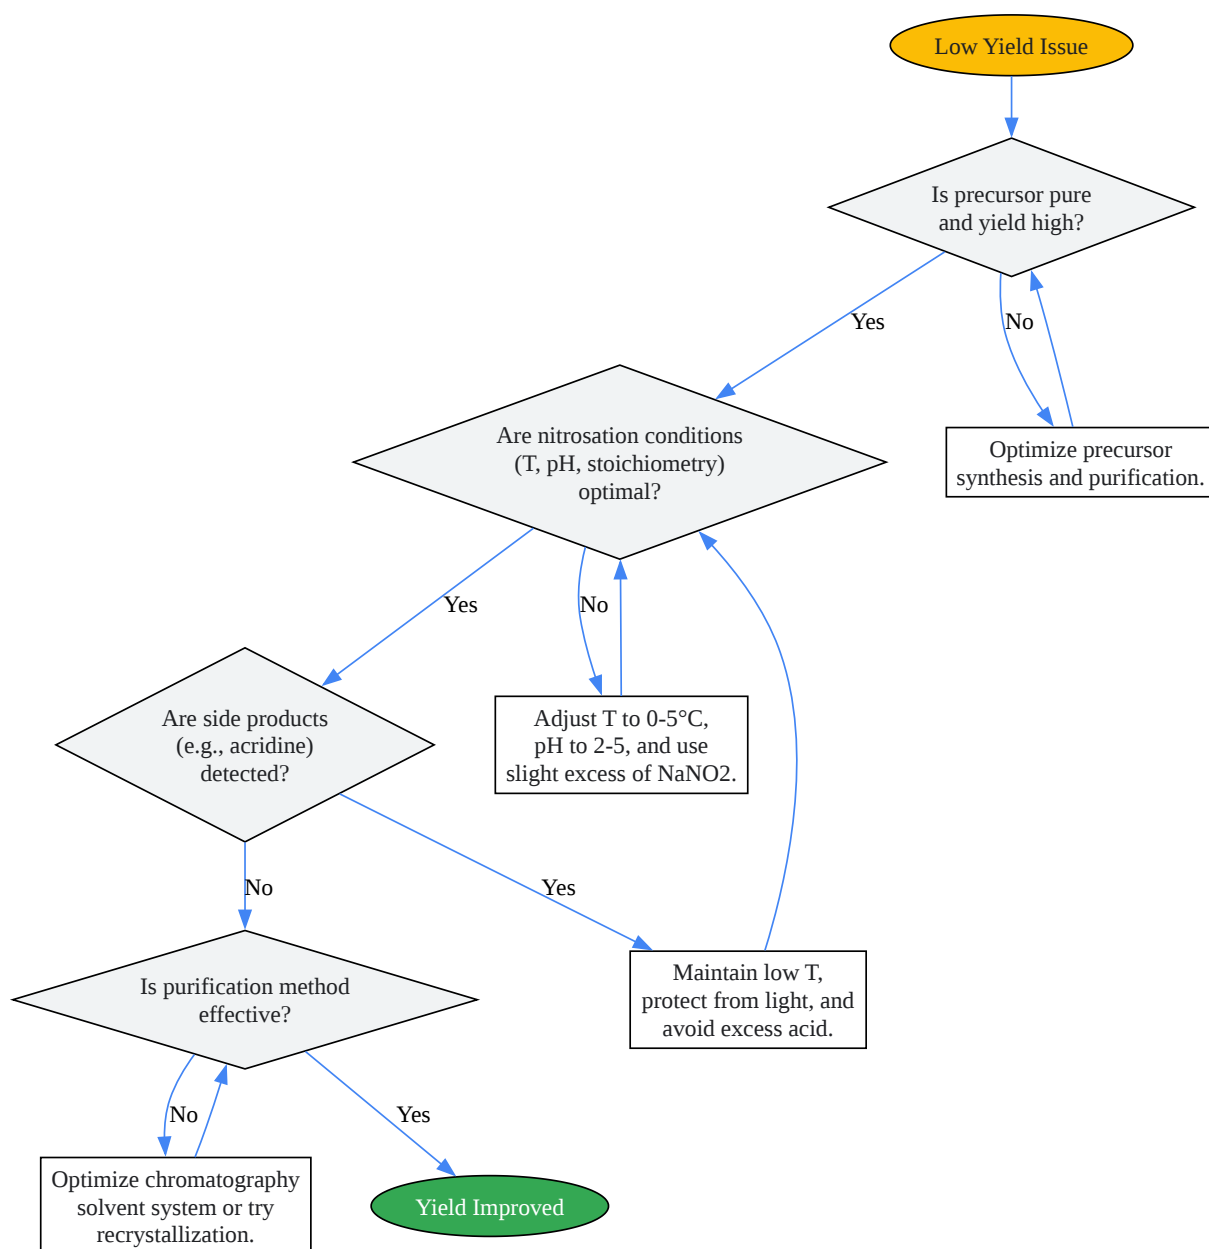 Low Yield Issue
Is precursor pure
and yield high?
Yes
No
Are nitrosation conditions
(T, pH, stoichiometry)
optimal?
Optimize precursor
synthesis and purification.
Yes
No
Are side products
(e.g., acridine)
detected?
Adjust T to 0-5°C,
pH to 2-5, and use
slight excess of NaNO2.
No
Yes
Is purification method
effective?
Maintain low T,
protect from light, and
avoid excess acid.
No
Yes
Optimize chromatography
solvent system or try
recrystallization.
Yield Improved